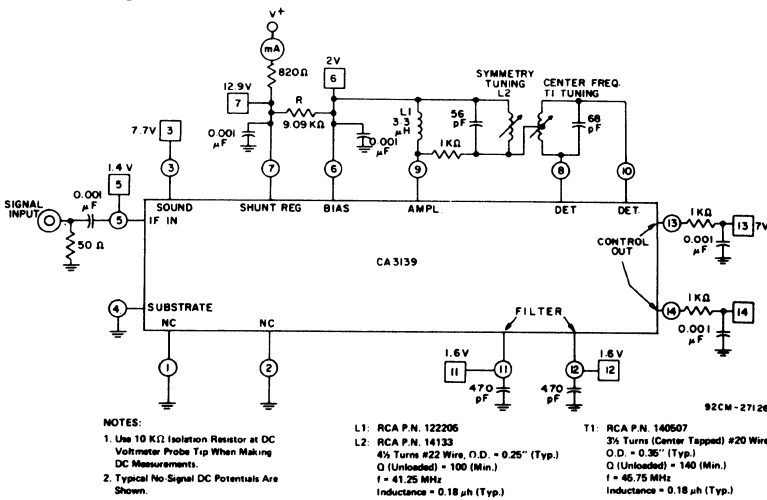 V+
mA
820Ω
12.9V
7
R
9.09 KΩ
0.001 μF
2V
6
0.001 μF
L1
3.3 μH
56 pF
1KΩ
SYMMETRY TUNING L2
CENTER FREQ. T1 TUNING
68 pF
7.7V
3
1.4 V
5
SIGNAL INPUT
0.001 μF
50 Ω
3
7
6
9
8
10
5
IF IN
SOUND
SHUNT REG
BIAS
AMPL.
DET
DET.
CA3139
CONTROL OUT
13
1KΩ
13
7V
0.001 μF
14
1KΩ
14
0.001 μF
4
SUBSTRATE
NC
NC
FILTER
1
2
1.6V
11
11
470 pF
12
1.6V
12
470 pF
92CM-27126
NOTES:
1. Use 10 KΩ Isolation Resistor at DC
Voltmeter Probe Tip When Making
DC Measurements.
2. Typical No-Signal DC Potentials Are
Shown.
L1: RCA P.N. 122205
L2: RCA P.N. 14133
4½ Turns #22 Wire, O.D. = 0.25" (Typ.)
Q (Unloaded) = 100 (Min.)
f = 41.25 MHz
Inductance = 0.18 μh (Typ.)
T1: RCA P.N. 140507
3½ Turns (Center Tapped) #20 Wire
O.D. = 0.35" (Typ.)
Q (Unloaded) = 140 (Min.)
f = 45.75 MHz
Inductance = 0.18 μh (Typ.)